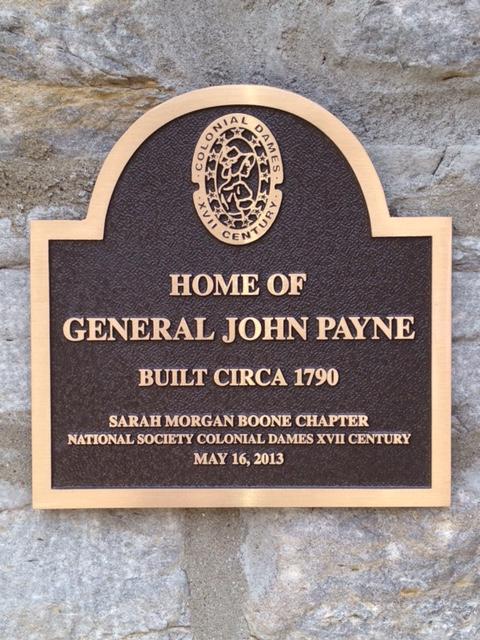 COLONIAL DAMES
XVII CENTURY
HOME OF
GENERAL JOHN PAYNE
BUILT CIRCA 1790
SARAH MORGAN BOONE CHAPTER
NATIONAL SOCIETY COLONIAL DAMES XVII CENTURY
MAY 16, 2013